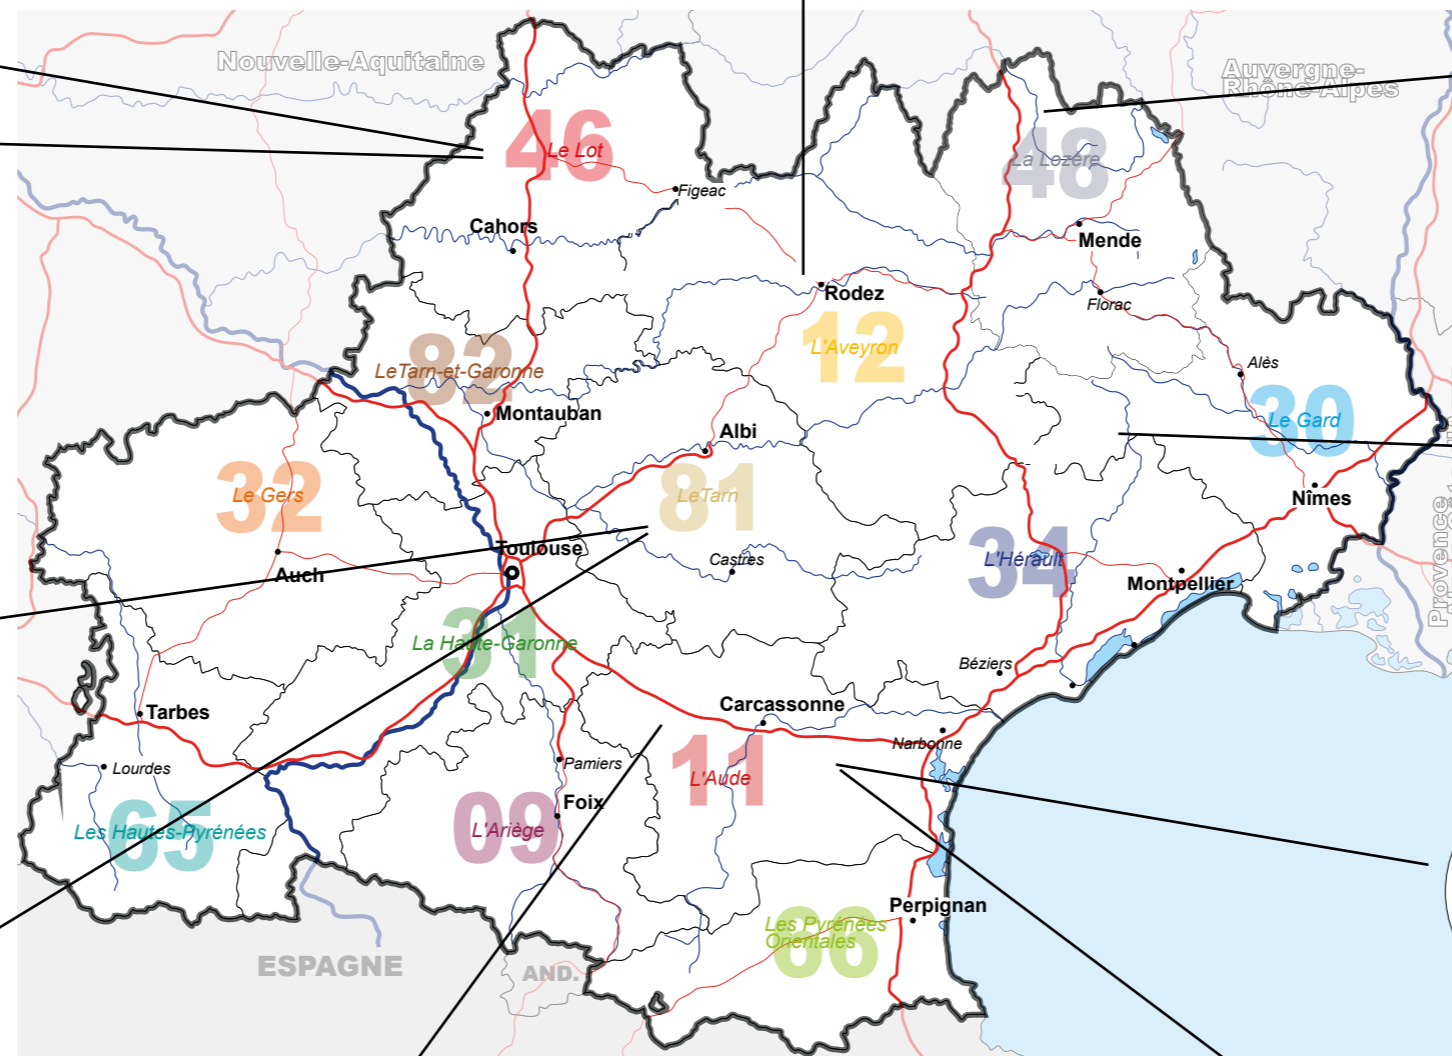 Nouvelle-Aquitaine
Auvergne-
Rhône-Alpes
46
Le Lot
48
La Lozère
Figeac
Cahors
Mende
Florac
Rodez
12
L'Aveyron
82
LeTarn-et-Garonne
Montauban
Alès
30
Le Gard
Albi
32
Le Gers
81
LeTarn
Nîmes
Provence
Toulouse
Castres
34
L'Hérault
Auch
Montpellier
31
La Haute-Garonne
Béziers
Tarbes
Carcassonne
Narbonne
Lourdes
Pamiers
11
L'Aude
65
Les Hautes-Pyrénées
09
L'Ariège
Foix
Perpignan
66
Les Pyrénées
Orientales
ESPAGNE
AND.